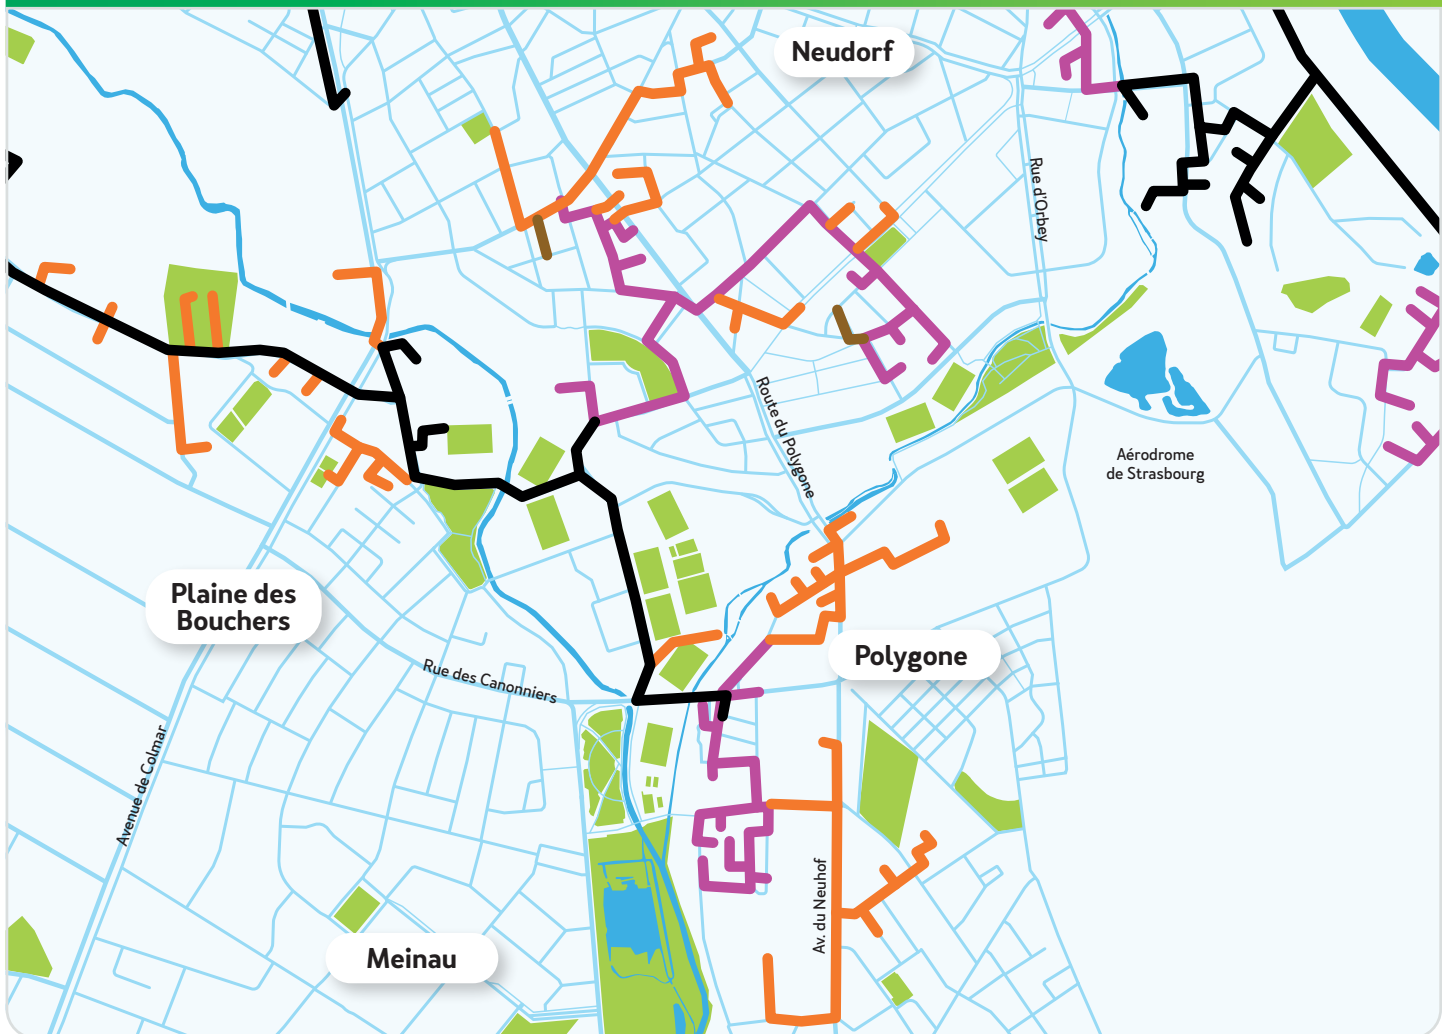 Neudorf
Rue d'Orbey
Route du Polygone
Aérodrome
de Strasbourg
Plaine des
Bouchers
Rue des Canonniers
Polygone
Avenue de Colmar
Av. du Neuhof
Meinau